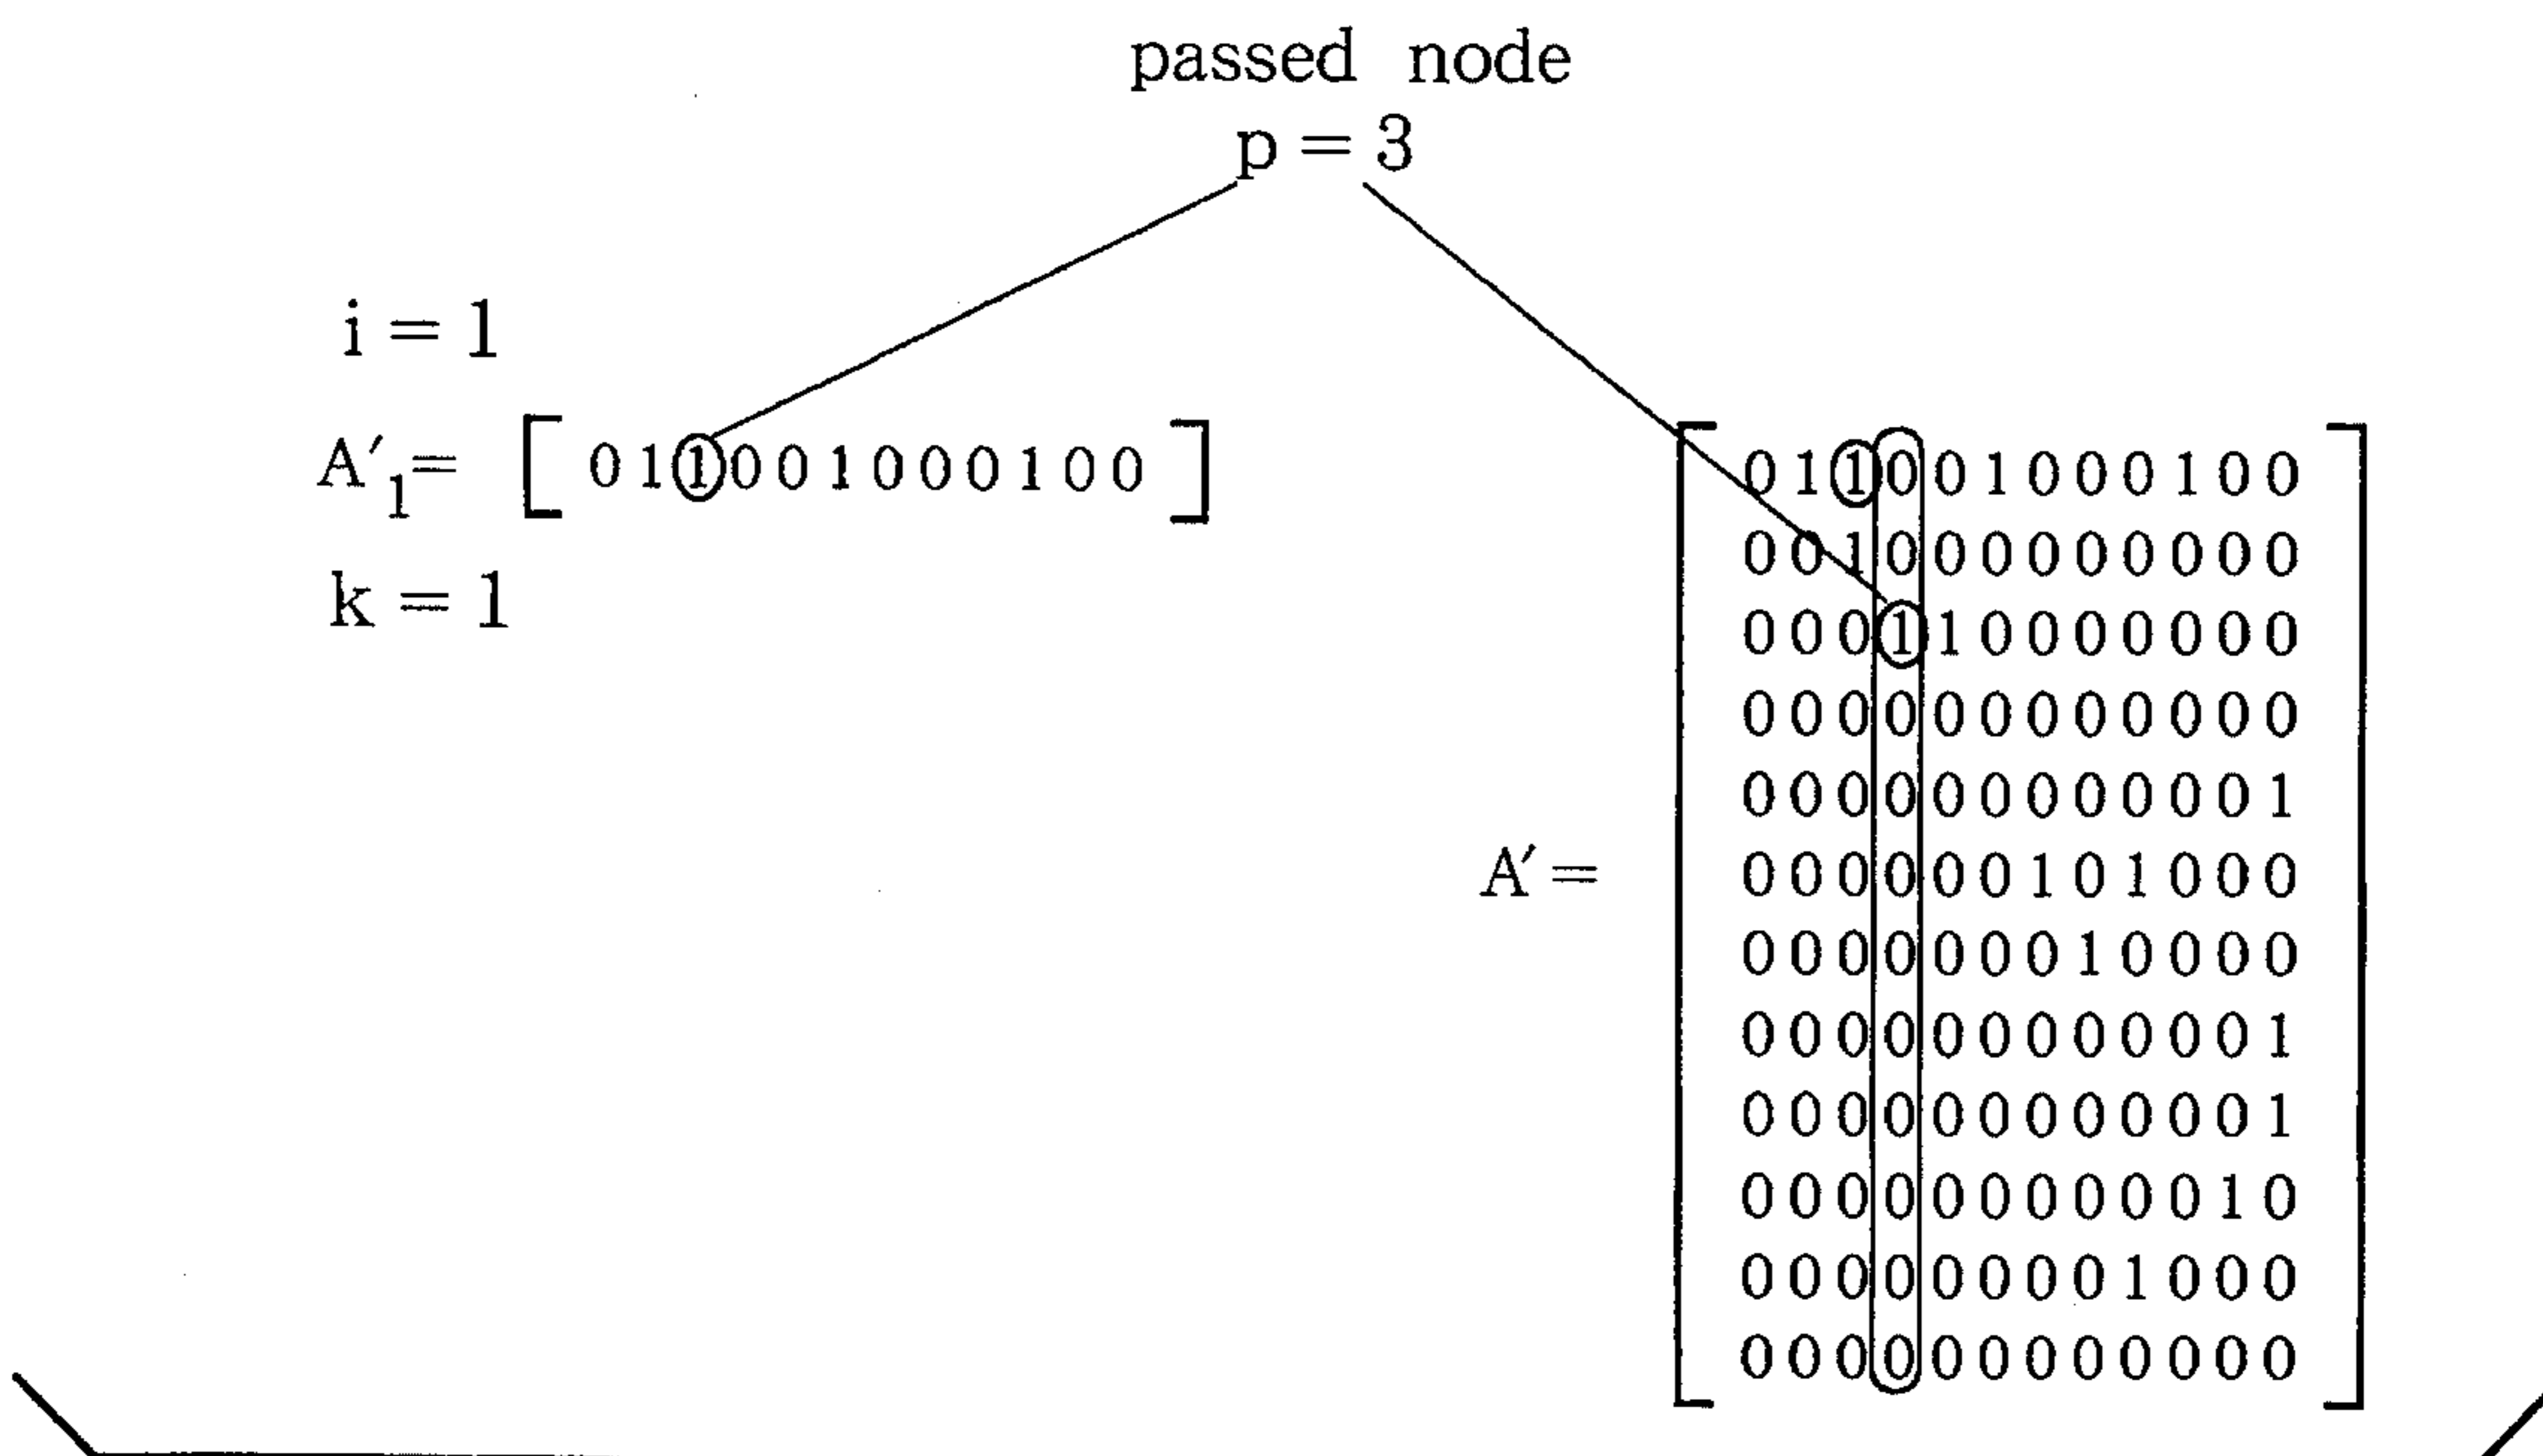 passed node
p = 3
i = 1
A′1= [ 0 1 1 0 0 1 0 0 0 1 0 0 ]
k = 1
A′=
0 1 1 0 0 1 0 0 0 1 0 0
0 0 1 0 0 0 0 0 0 0 0 0
0 0 0 1 1 0 0 0 0 0 0 0
0 0 0 0 0 0 0 0 0 0 0 0
0 0 0 0 0 0 0 0 0 0 0 1
0 0 0 0 0 0 1 0 1 0 0 0
0 0 0 0 0 0 0 1 0 0 0 0
0 0 0 0 0 0 0 0 0 0 0 1
0 0 0 0 0 0 0 0 0 0 0 1
0 0 0 0 0 0 0 0 0 0 1 0
0 0 0 0 0 0 0 0 1 0 0 0
0 0 0 0 0 0 0 0 0 0 0 0